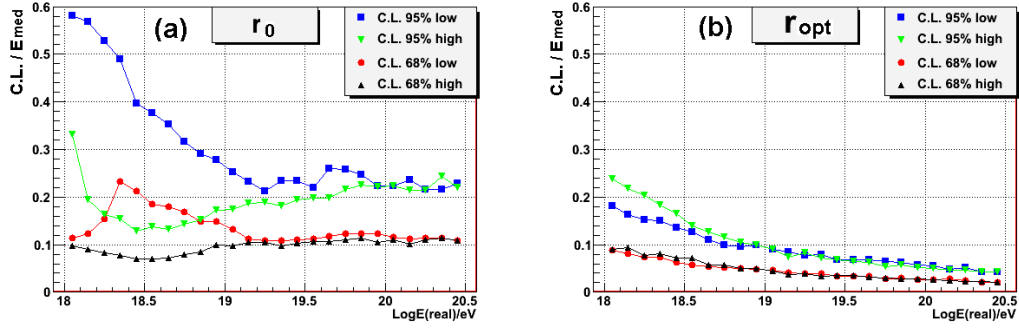 C.L. / Emed
0.6
0.5
0.4
0.3
0.2
0.1
0
(a)
r0
C.L. 95% low
C.L. 95% high
C.L. 68% low
C.L. 68% high
18 18.5 19 19.5 20 20.5
LogE(real)/eV
C.L. / Emed
0.6
0.5
0.4
0.3
0.2
0.1
0
(b)
ropt
C.L. 95% low
C.L. 95% high
C.L. 68% low
C.L. 68% high
18 18.5 19 19.5 20 20.5
LogE(real)/eV